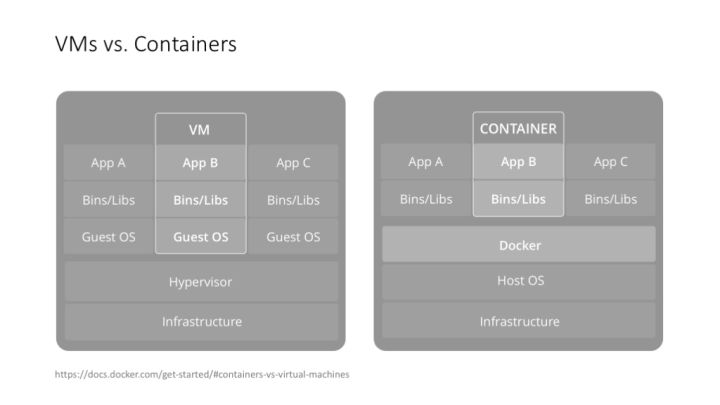 VMs vs. Containers
VM
App A App B App C
Bins/Libs Bins/Libs Bins/Libs
Guest OS Guest OS Guest OS
Hypervisor
Infrastructure
CONTAINER
App A App B App C
Bins/Libs Bins/Libs Bins/Libs
Docker
Host OS
Infrastructure
https://docs.docker.com/get-started/#containers-vs-virtual-machines